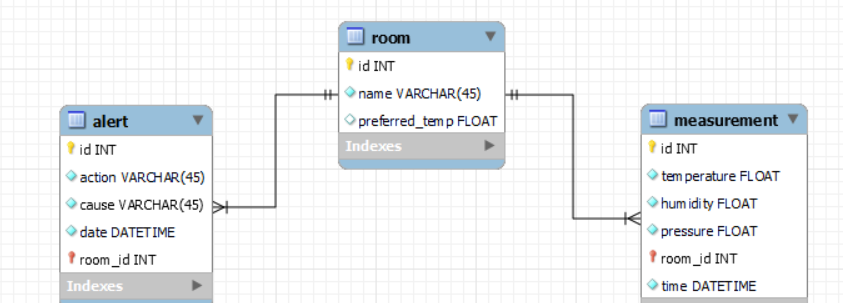 room
id INT
name VARCHAR(45)
preferred_temp FLOAT
Indexes
alert
id INT
action VARCHAR(45)
cause VARCHAR(45)
date DATETIME
room_id INT
Indexes
measurement
id INT
temperature FLOAT
humidity FLOAT
pressure FLOAT
room_id INT
time DATETIME